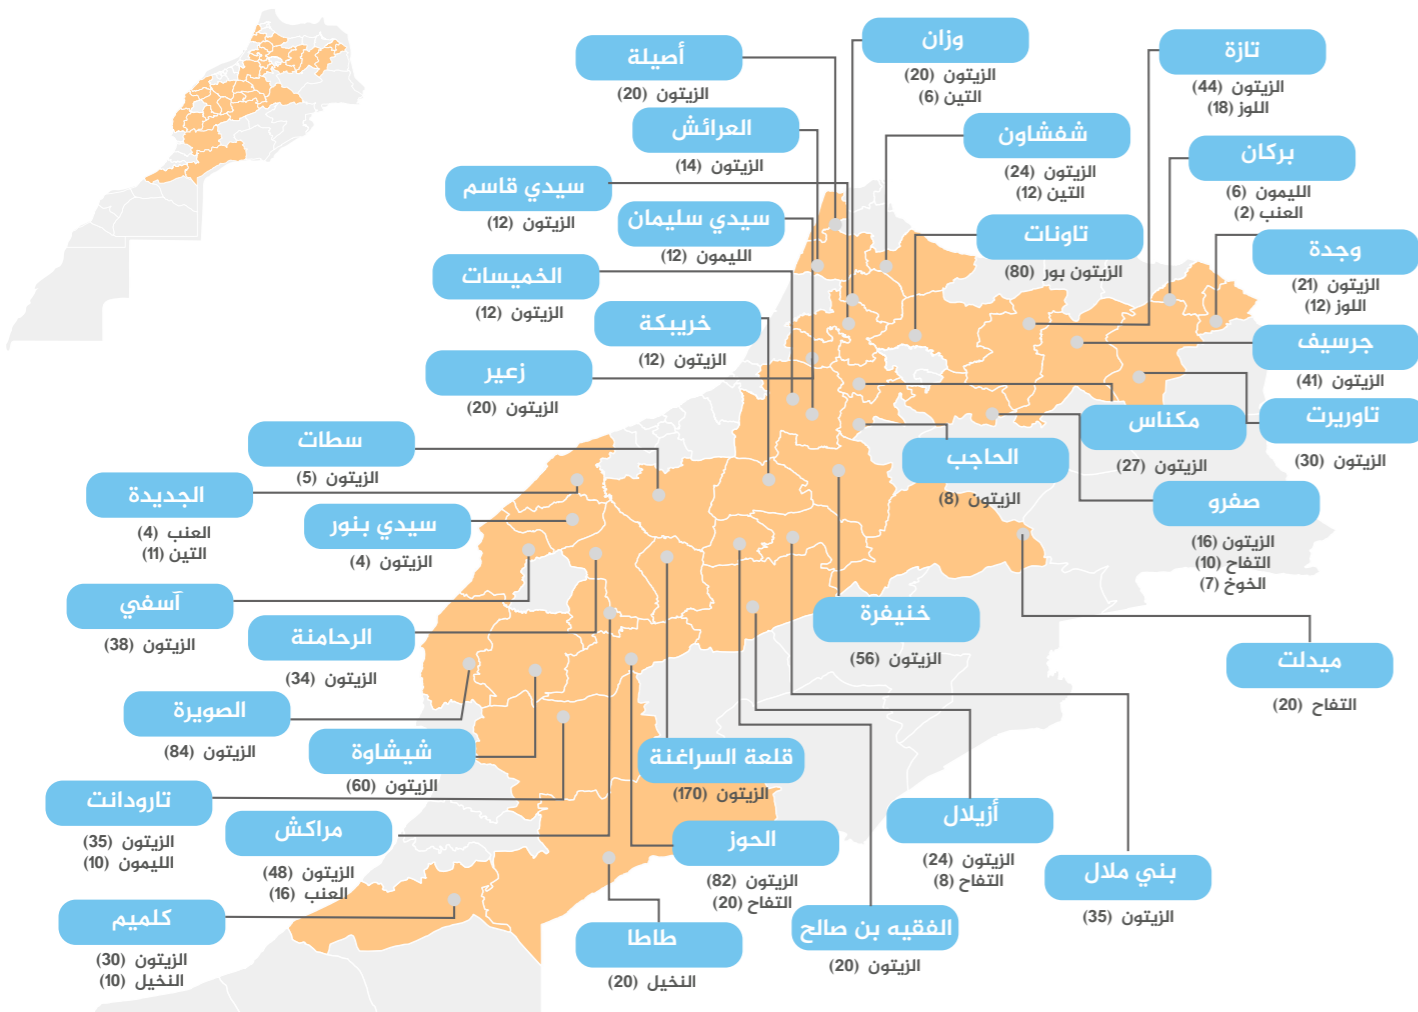 وزان
الزيتون (20)
التين (6)
تازة
الزيتون (44)
اللوز (18)
أصيلة
الزيتون (20)
العرائش
الزيتون (14)
شفشاون
الزيتون (24)
التين (12)
بركان
الليمون (6)
العنب (2)
سيدي قاسم
الزيتون (12)
سيدي سليمان
الليمون (12)
تاونات
الزيتون بور (80)
وجدة
الزيتون (21)
اللوز (12)
الخميسات
الزيتون (12)
خريبكة
الزيتون (12)
جرسيف
الزيتون (41)
زعير
الزيتون (20)
تاوريرت
الزيتون (30)
مكناس
الزيتون (27)
الحاجب
الزيتون (8)
سطات
الزيتون (5)
صفرو
الزيتون (16)
التفاح (10)
الخوخ (7)
الجديدة
العنب (4)
التين (11)
سيدي بنور
الزيتون (4)
آسفي
الزيتون (38)
الرحامنة
الزيتون (34)
خنيفرة
الزيتون (56)
ميدلت
التفاح (20)
الصويرة
الزيتون (84)
شيشاوة
الزيتون (60)
قلعة السراغنة
الزيتون (170)
تارودانت
الزيتون (35)
الليمون (10)
مراكش
الزيتون (48)
العنب (16)
الحوز
الزيتون (82)
التفاح (20)
أزيلال
الزيتون (24)
التفاح (8)
بني ملال
الزيتون (35)
كلميم
الزيتون (30)
النخيل (10)
طاطا
النخيل (20)
الفقيه بن صالح
الزيتون (20)